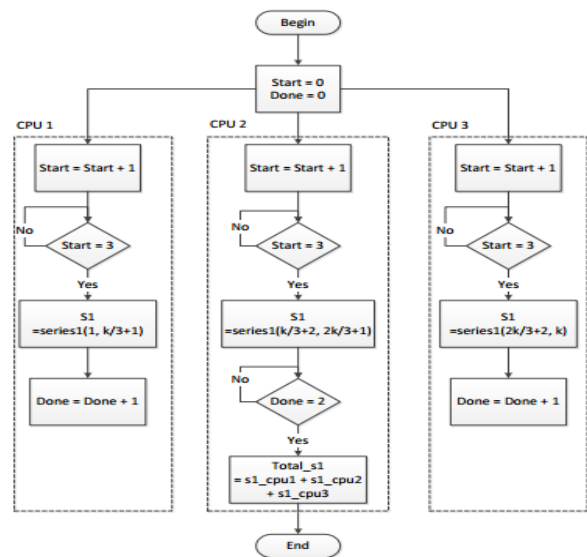 Begin
Start = 0
Done = 0
CPU 1
CPU 2
CPU 3
Start = Start + 1
Start = Start + 1
Start = Start + 1
No
Start = 3
No
Start = 3
No
Start = 3
Yes
Yes
Yes
S1
=series1(1, k/3+1)
S1
=series1(k/3+2, 2k/3+1)
S1
=series1(2k/3+2, k)
Done = Done + 1
No
Done = 2
Done = Done + 1
Yes
Total_s1
= s1_cpu1 + s1_cpu2
+ s1_cpu3
End